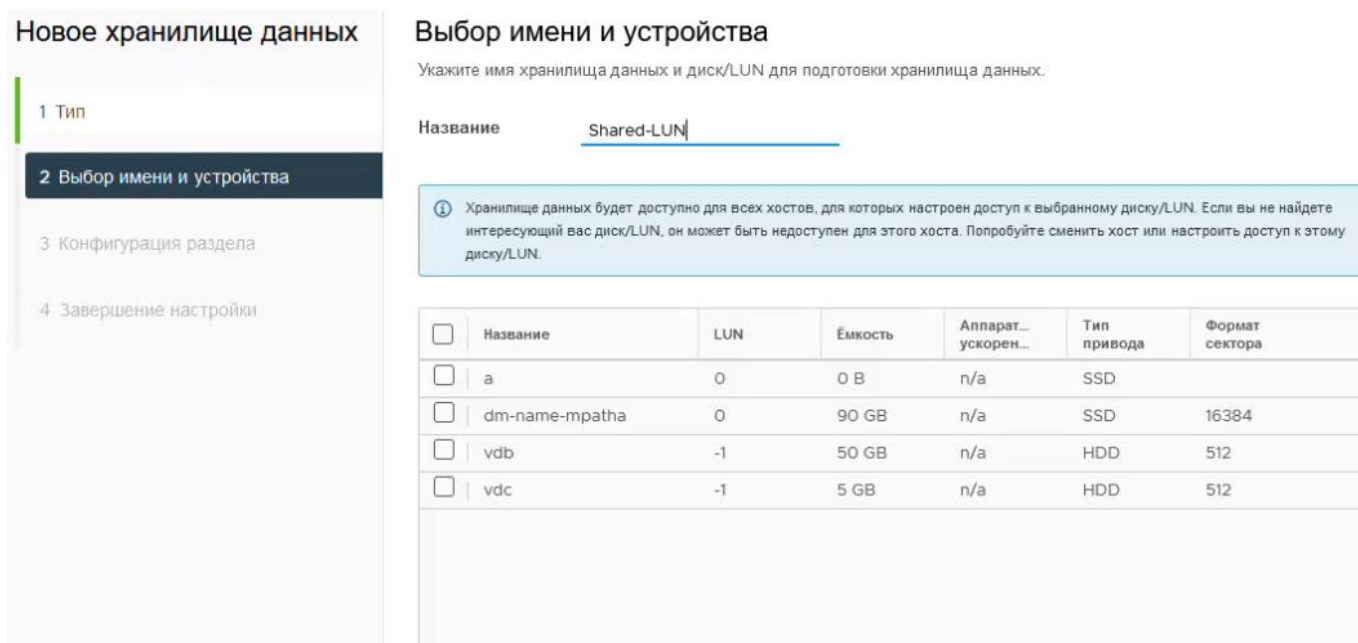 Новое хранилище данных
1 Тип
2 Выбор имени и устройства
3 Конфигурация раздела
4 Завершение настройки
Выбор имени и устройства
Укажите имя хранилища данных и диск/LUN для подготовки хранилища данных.
Название Shared-LUN
Хранилище данных будет доступно для всех хостов, для которых настроен доступ к выбранному диску/LUN. Если вы не найдете
интересующий вас диск/LUN, он может быть недоступен для этого хоста. Попробуйте сменить хост или настроить доступ к этому
диску/LUN.
Название LUN Ёмкость Аппарат... ускорен... Тип привода Формат сектора
a 0 0 B n/a SSD
dm-name-mpatha 0 90 GB n/a SSD 16384
vdb -1 50 GB n/a HDD 512
vdc -1 5 GB n/a HDD 512